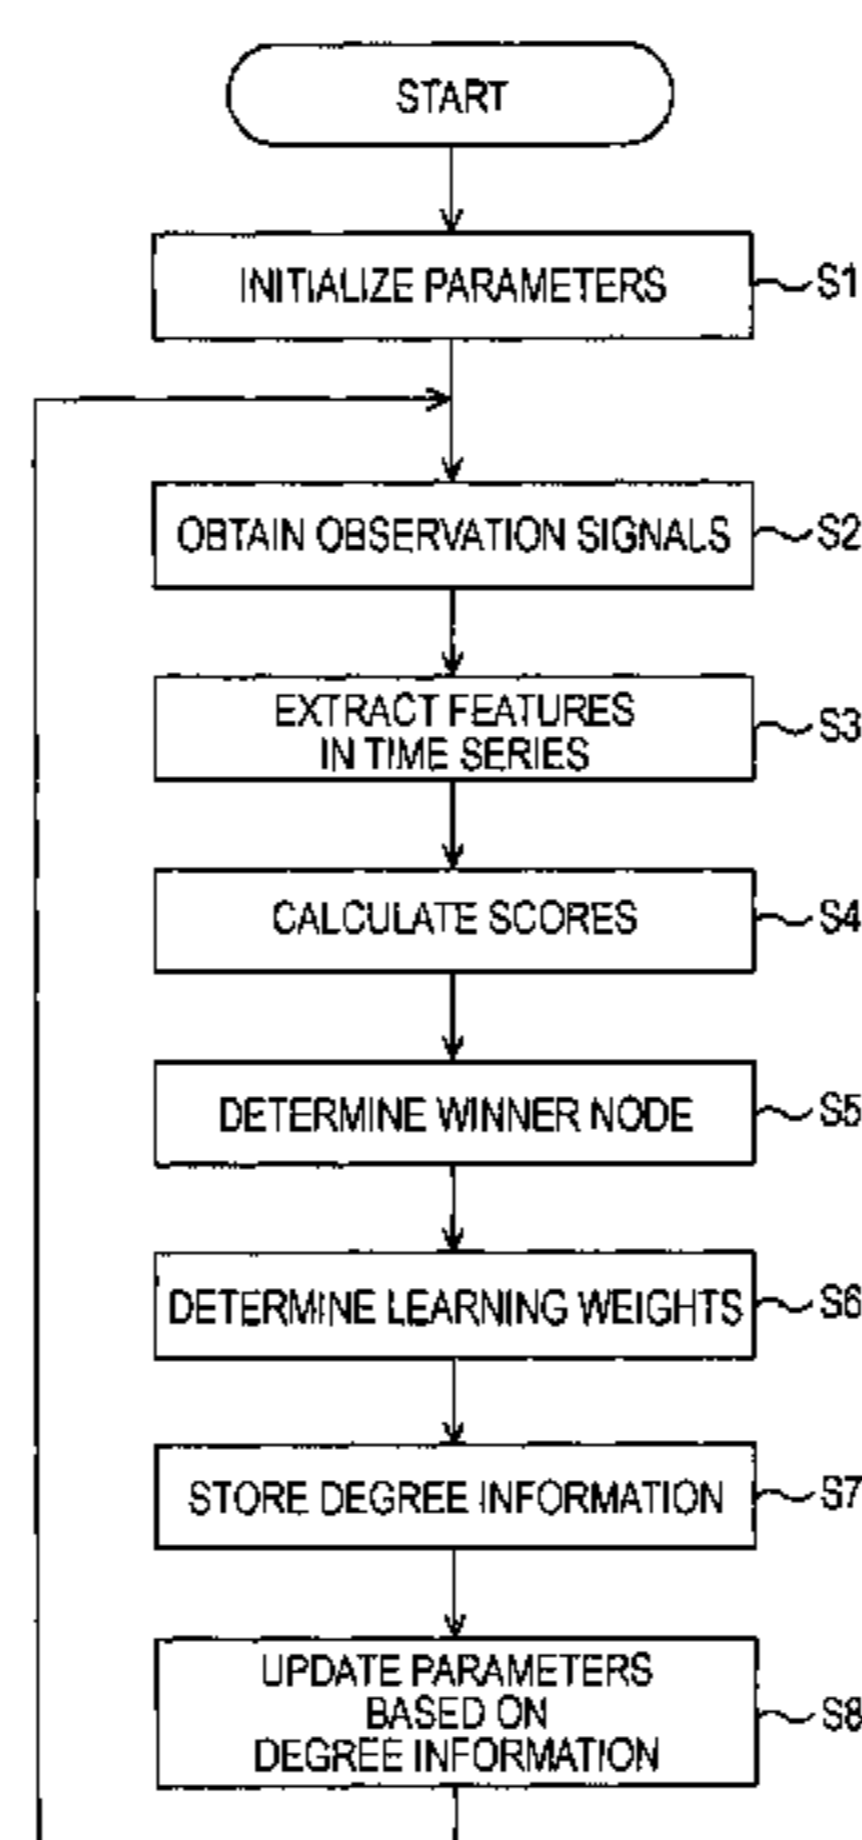 START
INITIALIZE PARAMETERS
S1
OBTAIN OBSERVATION SIGNALS
S2
EXTRACT FEATURES
IN TIME SERIES
S3
CALCULATE SCORES
S4
DETERMINE WINNER NODE
S5
DETERMINE LEARNING WEIGHTS
S6
STORE DEGREE INFORMATION
S7
UPDATE PARAMETERS
BASED ON
DEGREE INFORMATION
S8